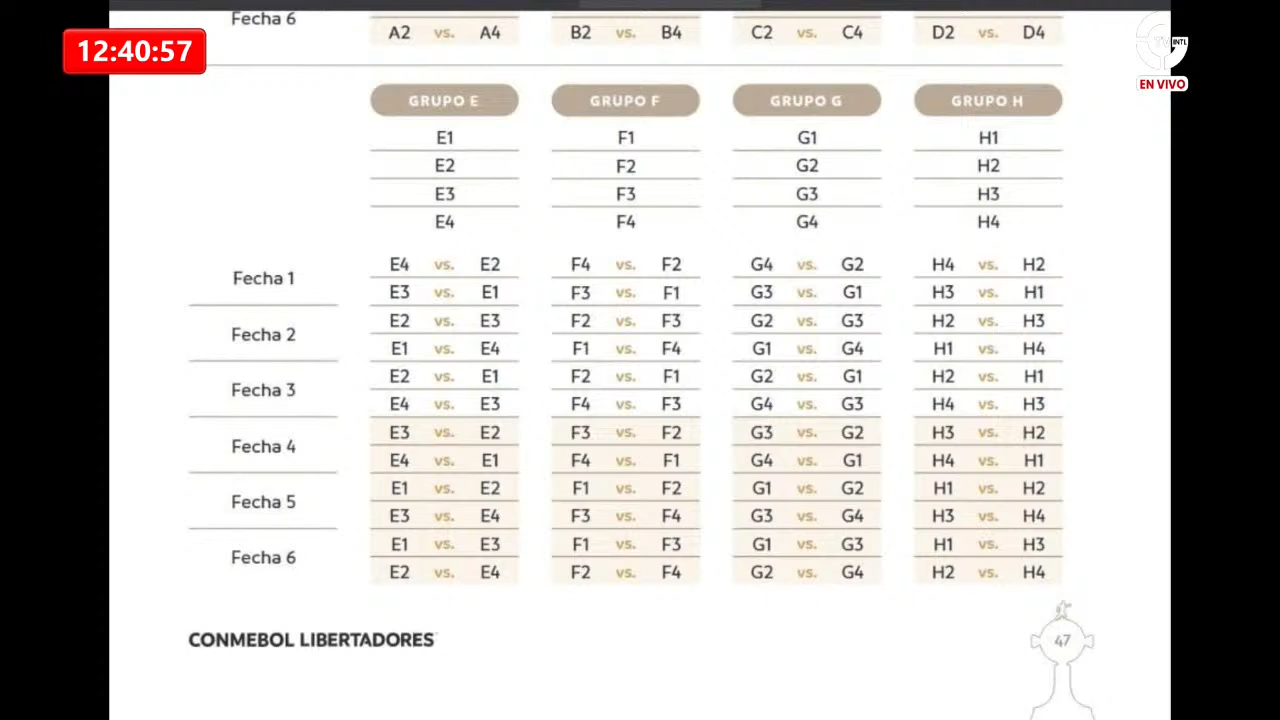 Fecha 6
A2 vs. A4 B2 vs. B4 C2 vs. C4 D2 vs. D4
12:40:57
TV INTL
EN VIVO
GRUPO E GRUPO F GRUPO G GRUPO H
E1 F1 G1 H1
E2 F2 G2 H2
E3 F3 G3 H3
E4 F4 G4 H4
Fecha 1
E4 vs. E2 F4 vs. F2 G4 vs. G2 H4 vs. H2
E3 vs. E1 F3 vs. F1 G3 vs. G1 H3 vs. H1
Fecha 2
E2 vs. E3 F2 vs. F3 G2 vs. G3 H2 vs. H3
E1 vs. E4 F1 vs. F4 G1 vs. G4 H1 vs. H4
Fecha 3
E2 vs. E1 F2 vs. F1 G2 vs. G1 H2 vs. H1
E4 vs. E3 F4 vs. F3 G4 vs. G3 H4 vs. H3
Fecha 4
E3 vs. E2 F3 vs. F2 G3 vs. G2 H3 vs. H2
E4 vs. E1 F4 vs. F1 G4 vs. G1 H4 vs. H1
Fecha 5
E1 vs. E2 F1 vs. F2 G1 vs. G2 H1 vs. H2
E3 vs. E4 F3 vs. F4 G3 vs. G4 H3 vs. H4
Fecha 6
E1 vs. E3 F1 vs. F3 G1 vs. G3 H1 vs. H3
E2 vs. E4 F2 vs. F4 G2 vs. G4 H2 vs. H4
CONMEBOL LIBERTADORES
47